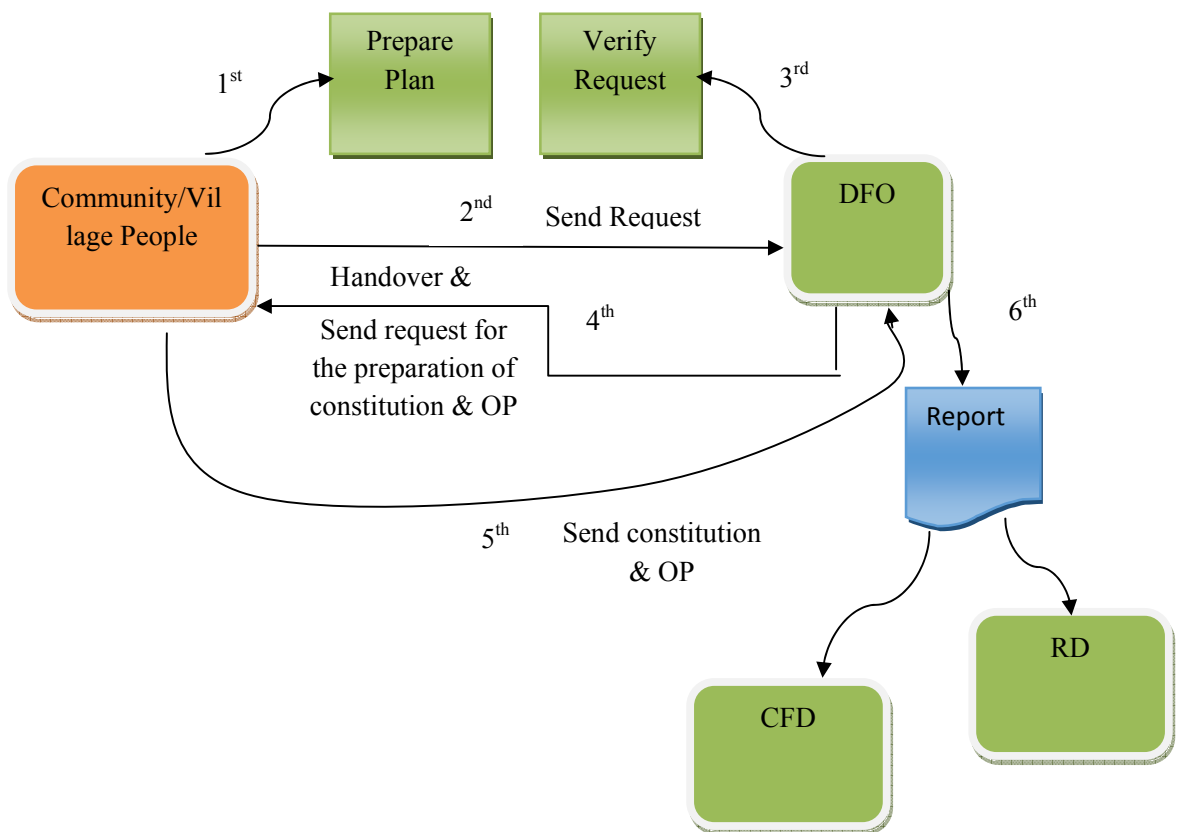 Prepare
Plan
Verify
Request
1st
3rd
Community/Vil
lage People
DFO
2nd
Send Request
Handover &
4th
Send request for
the preparation of
constitution & OP
6th
Report
5th
Send constitution
& OP
RD
CFD